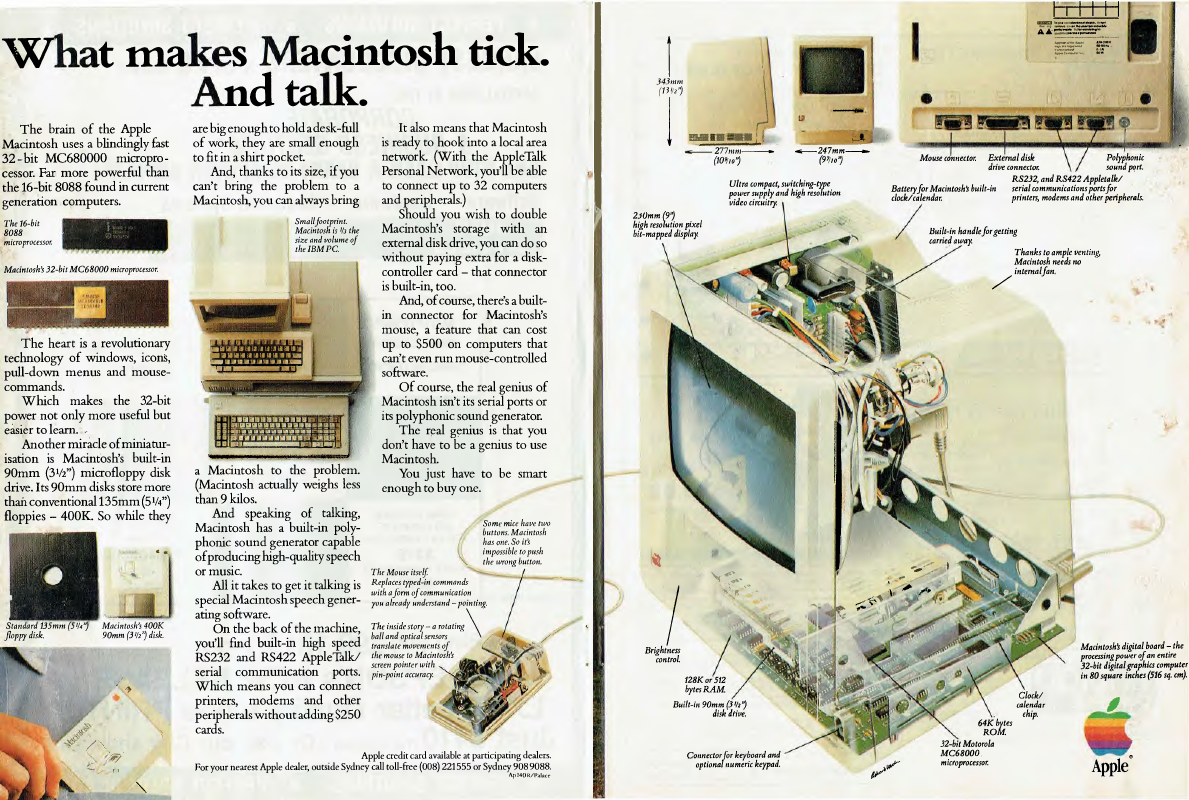 What makes Macintosh tick.
And talk.
The brain of the Apple
Macintosh uses a blindingly fast
32-bit MC680000 micropro-
cessor. Far more powerful than
the 16-bit 8088 found in current
generation computers.
The 16-bit
8088
microprocessor.
Macintosh's 32-bit MC68000 microprocessor.
The heart is a revolutionary
technology of windows, icons,
pull-down menus and mouse-
commands.
Which makes the 32-bit
power not only more useful but
easier to learn.
Another miracle of miniatur-
isation is Macintosh's built-in
90mm (3½") microfloppy disk
drive. Its 90mm disks store more
than conventional 135mm (5¼")
floppies – 400K. So while they
Standard 135mm (5¼")
floppy disk.
Macintosh's 400K
90mm (3½") disk.
Macintosh
are big enough to hold a desk-full
of work, they are small enough
to fit in a shirt pocket.
And, thanks to its size, if you
can't bring the problem to a
Macintosh, you can always bring
Small footprint.
Macintosh is ⅓ the
size and volume of
the IBM PC.
a Macintosh to the problem.
(Macintosh actually weighs less
than 9 kilos.
And speaking of talking,
Macintosh has a built-in poly-
phonic sound generator capable
of producing high-quality speech
or music.
All it takes to get it talking is
special Macintosh speech gener-
ating software.
On the back of the machine,
you'll find built-in high speed
RS232 and RS422 AppleTalk/
serial communication ports.
Which means you can connect
printers, modems and other
peripherals without adding $250
cards.
It also means that Macintosh
is ready to hook into a local area
network. (With the AppleTalk
Personal Network, you'll be able
to connect up to 32 computers
and peripherals.)
Should you wish to double
Macintosh's storage with an
external disk drive, you can do so
without paying extra for a disk-
controller card – that connector
is built-in, too.
And, of course, there's a built-
in connector for Macintosh's
mouse, a feature that can cost
up to $500 on computers that
can't even run mouse-controlled
software.
Of course, the real genius of
Macintosh isn't its serial ports or
its polyphonic sound generator.
The real genius is that you
don't have to be a genius to use
Macintosh.
You just have to be smart
enough to buy one.
Some mice have two
buttons. Macintosh
has one. So it's
impossible to push
the wrong button.
The Mouse itself.
Replaces typed-in commands
with a form of communication
you already understand – pointing.
The inside story – a rotating
ball and optical sensors
translate movements of
the mouse to Macintosh's
screen pointer with
pin-point accuracy.
Apple credit card available at participating dealers.
For your nearest Apple dealer, outside Sydney call toll-free (008) 221555 or Sydney 908 9088.
Ap140R/Palace
343mm
(13½")
277mm
(10⁹⁄₁₀")
247mm
(9⁷⁄₁₀")
Mouse connector.
External disk
drive connector.
Polyphonic
sound port.
RS232, and RS422 Appletalk/
serial communications ports for
printers, modems and other peripherals.
Ultra compact, switching-type
power supply and high resolution
video circuitry.
Battery for Macintosh's built-in
clock/calendar.
230mm (9")
high resolution pixel
bit-mapped display.
Built-in handle for getting
carried away.
Thanks to ample venting,
Macintosh needs no
internal fan.
Brightness
control.
128K or 512
bytes RAM.
Built-in 90mm (3½")
disk drive.
Connector for keyboard and
optional numeric keypad.
32-bit Motorola
MC68000
microprocessor.
64K bytes
ROM.
Clock/
calendar
chip.
Macintosh's digital board – the
processing power of an entire
32-bit digital graphics computer
in 80 square inches (516 sq. cm).
Apple